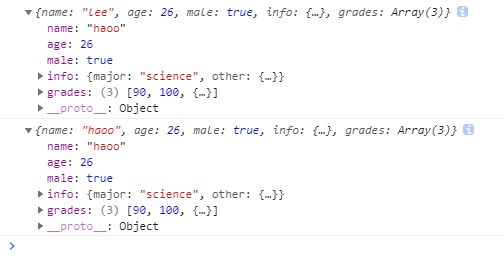 ▼{name: "lee", age: 26, male: true, info: {…}, grades: Array(3)} i
name: "haoo"
age: 26
male: true
▶info: {major: "science", other: {…}}
▶grades: (3) [90, 100, {…}]
▶__proto__: Object
▼{name: "haoo", age: 26, male: true, info: {…}, grades: Array(3)} i
name: "haoo"
age: 26
male: true
▶info: {major: "science", other: {…}}
▶grades: (3) [90, 100, {…}]
▶__proto__: Object
>